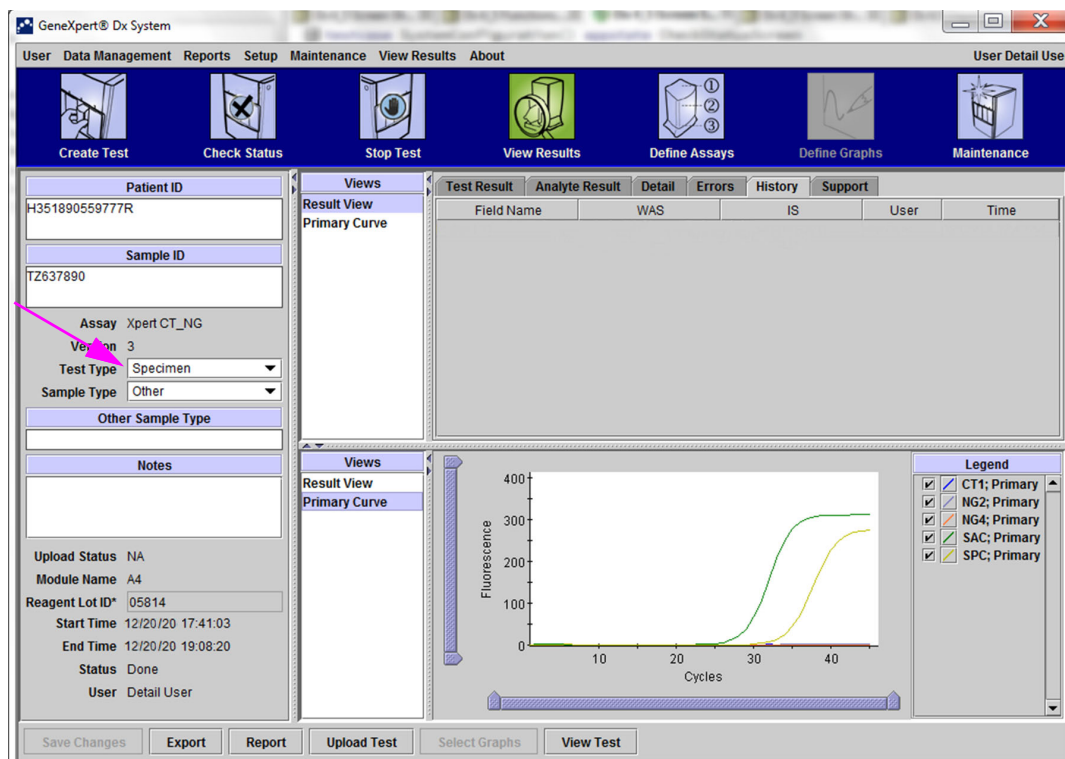 GeneXpert® Dx System
User Data Management Reports Setup Maintenance View Results About User Detail Use
Create Test Check Status Stop Test View Results Define Assays Define Graphs Maintenance
Patient ID
H351890559777R
Sample ID
TZ637890
Assay Xpert CT_NG
Version 3
Test Type Specimen
Sample Type Other
Other Sample Type
Notes
Upload Status NA
Module Name A4
Reagent Lot ID* 05814
Start Time 12/20/20 17:41:03
End Time 12/20/20 19:08:20
Status Done
User Detail User
Views
Result View
Primary Curve
Test Result Analyte Result Detail Errors History Support
Field Name WAS IS User Time
Views
Result View
Primary Curve
400
300
200
100
0
Fluorescence
10 20 30 40
Cycles
Legend
CT1; Primary
NG2; Primary
NG4; Primary
SAC; Primary
SPC; Primary
Save Changes Export Report Upload Test Select Graphs View Test